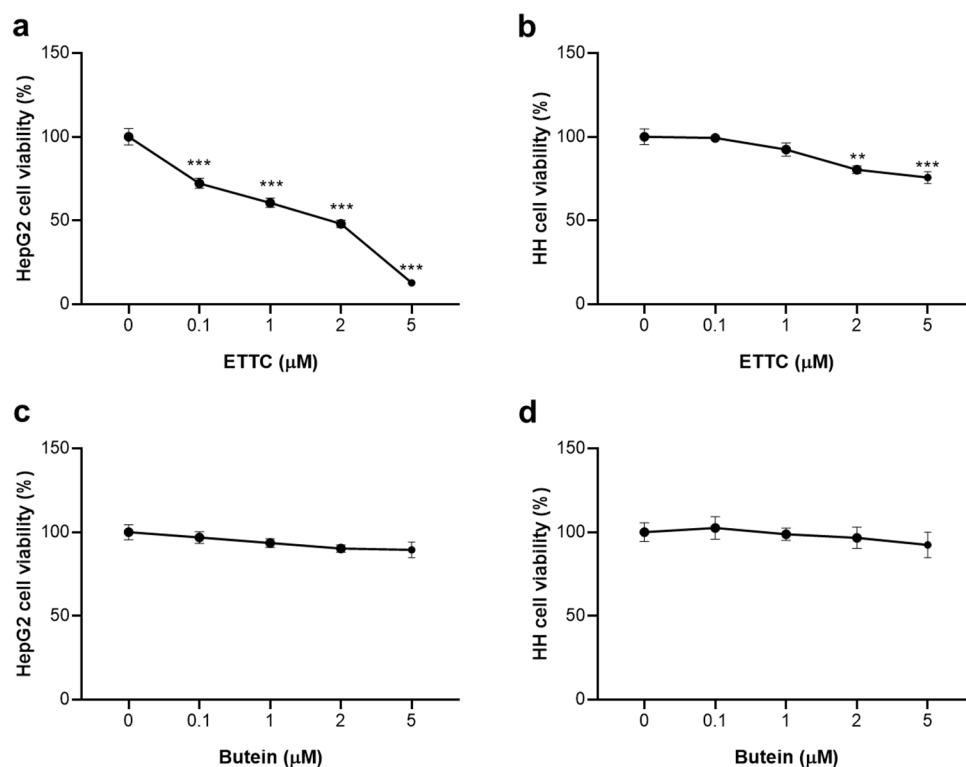 a
HepG2 cell viability (%)
150
100
50
0
***
***
***
***
0 0.1 1 2 5
ETTC (μM)
b
HH cell viability (%)
150
100
50
0
**
***
0 0.1 1 2 5
ETTC (μM)
c
HepG2 cell viability (%)
150
100
50
0
0 0.1 1 2 5
Butein (μM)
d
HH cell viability (%)
150
100
50
0
0 0.1 1 2 5
Butein (μM)